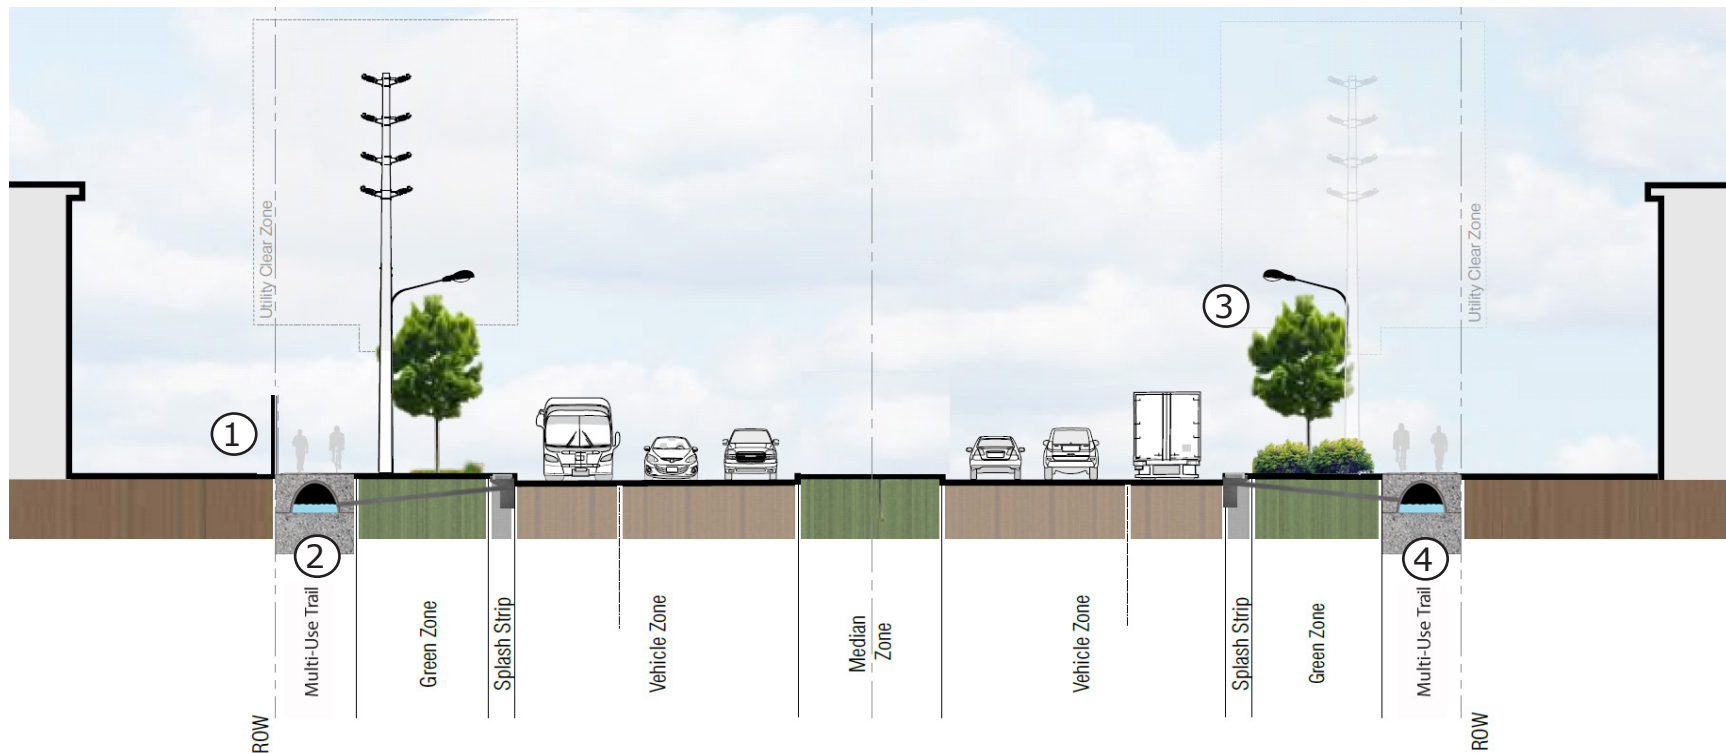 Utility Clear Zone
Utility Clear Zone
1
2
3
4
Multi-Use Trail
Green Zone
Splash Strip
Vehicle Zone
Median
Zone
Vehicle Zone
Splash Strip
Green Zone
Multi-Use Trail
ROW
ROW